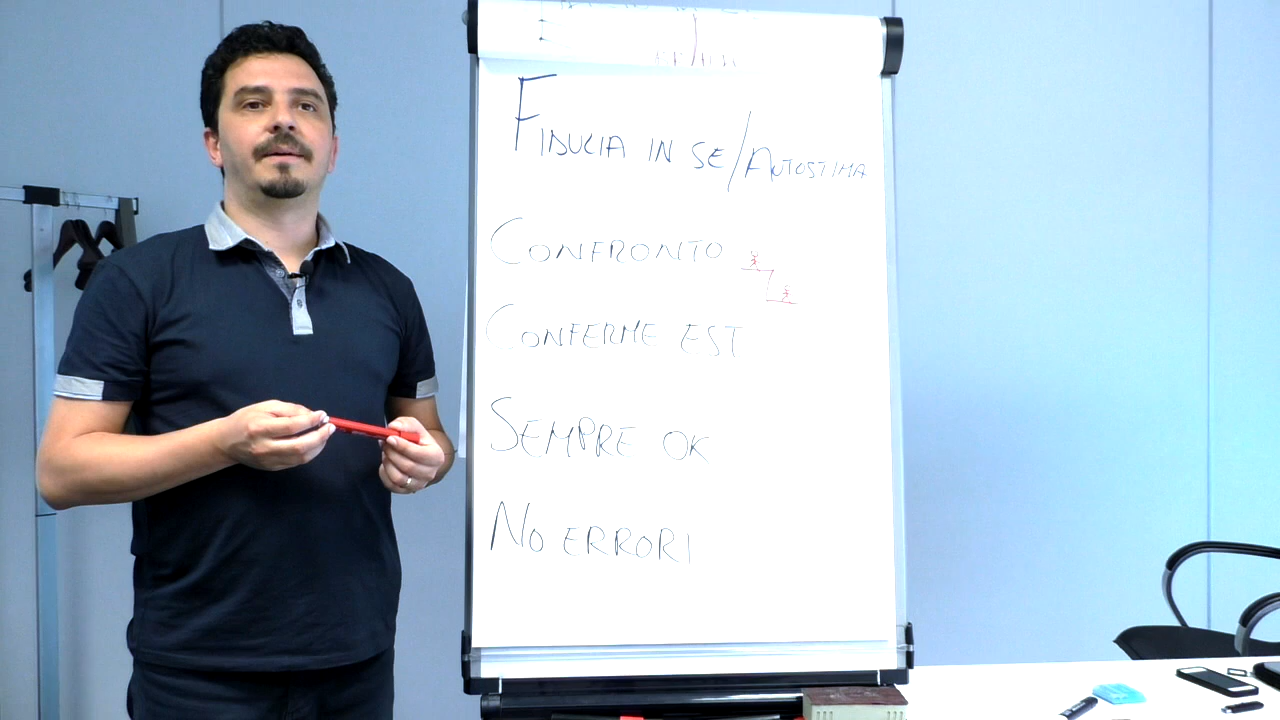 FIDUCIA IN SE/AUTOSTIMA
CONFRONTO
CONFERME EST
SEMPRE OK
NO ERRORI